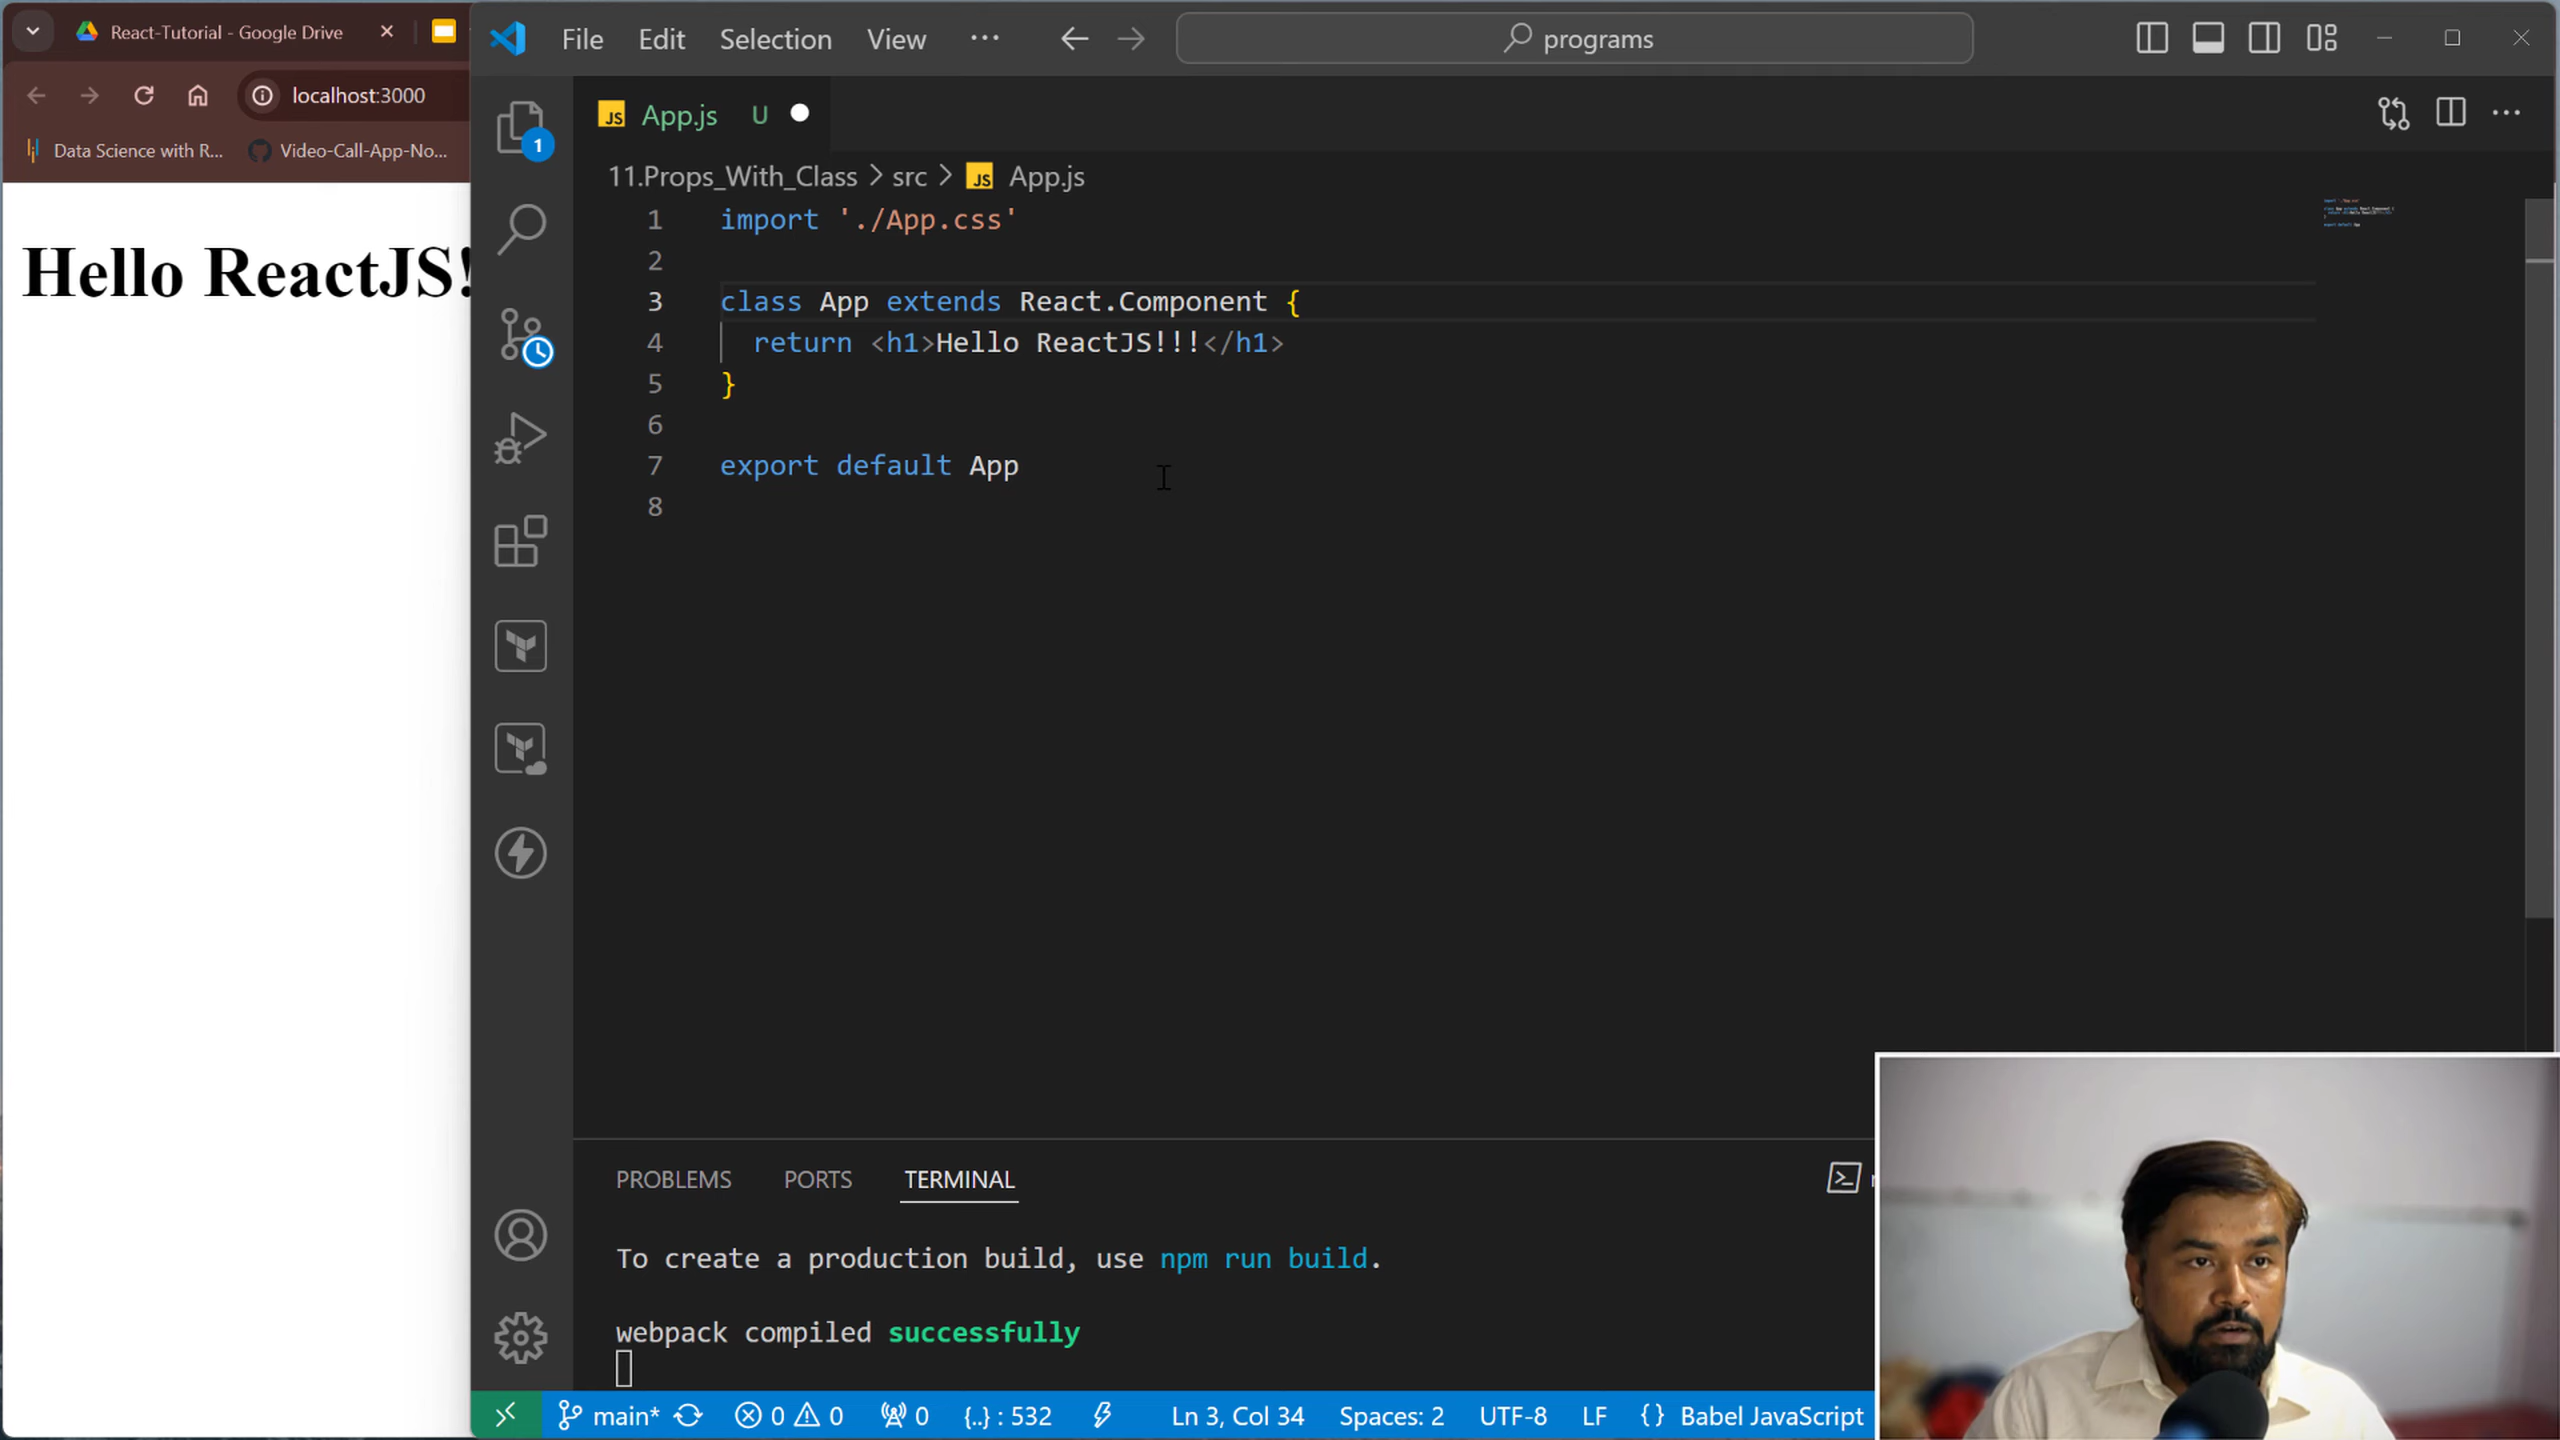 React-Tutorial - Google Drive
localhost:3000
Data Science with R...
Video-Call-App-No...
Hello ReactJS!
File Edit Selection View ...
programs
JS App.js U
11.Props_With_Class > src > JS App.js
1 import './App.css'
2
3 class App extends React.Component {
4 return <h1>Hello ReactJS!!!</h1>
5 }
6
7 export default App
8
1
PROBLEMS PORTS TERMINAL
To create a production build, use npm run build.
webpack compiled successfully
main* 0 0 0 {..} : 532 Ln 3, Col 34 Spaces: 2 UTF-8 LF {} Babel JavaScript